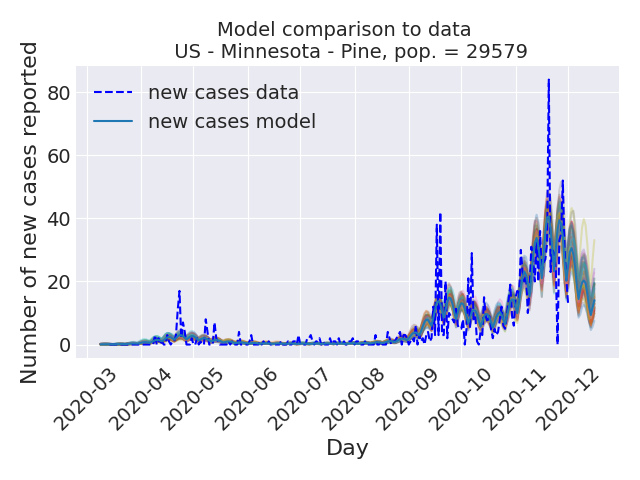 Model comparison to data
US - Minnesota - Pine, pop. = 29579
Number of new cases reported
80
60
40
20
0
new cases data
new cases model
2020-03
2020-04
2020-05
2020-06
2020-07
2020-08
2020-09
2020-10
2020-11
2020-12
Day